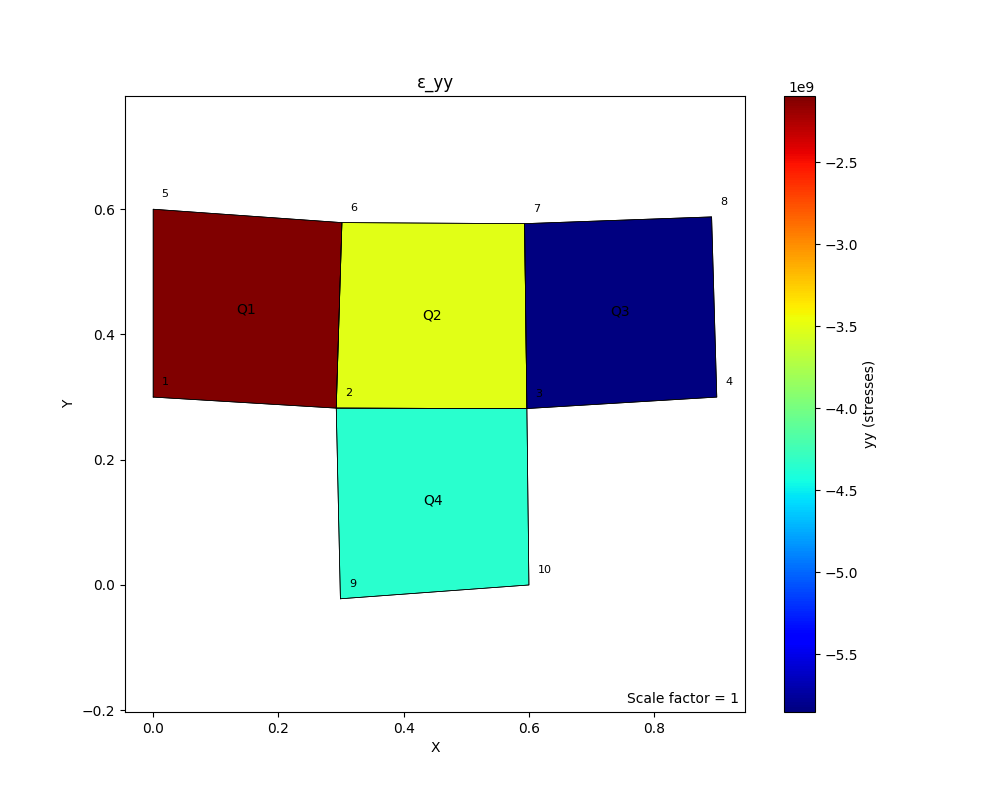 ε_yy
1e9
5
6
7
8
Q1
Q2
Q3
1
2
3
4
Q4
9
10
Scale factor = 1
0.6
0.4
0.2
0.0
−0.2
Y
0.0
0.2
0.4
0.6
0.8
X
−2.5
−3.0
−3.5
−4.0
−4.5
−5.0
−5.5
yy (stresses)